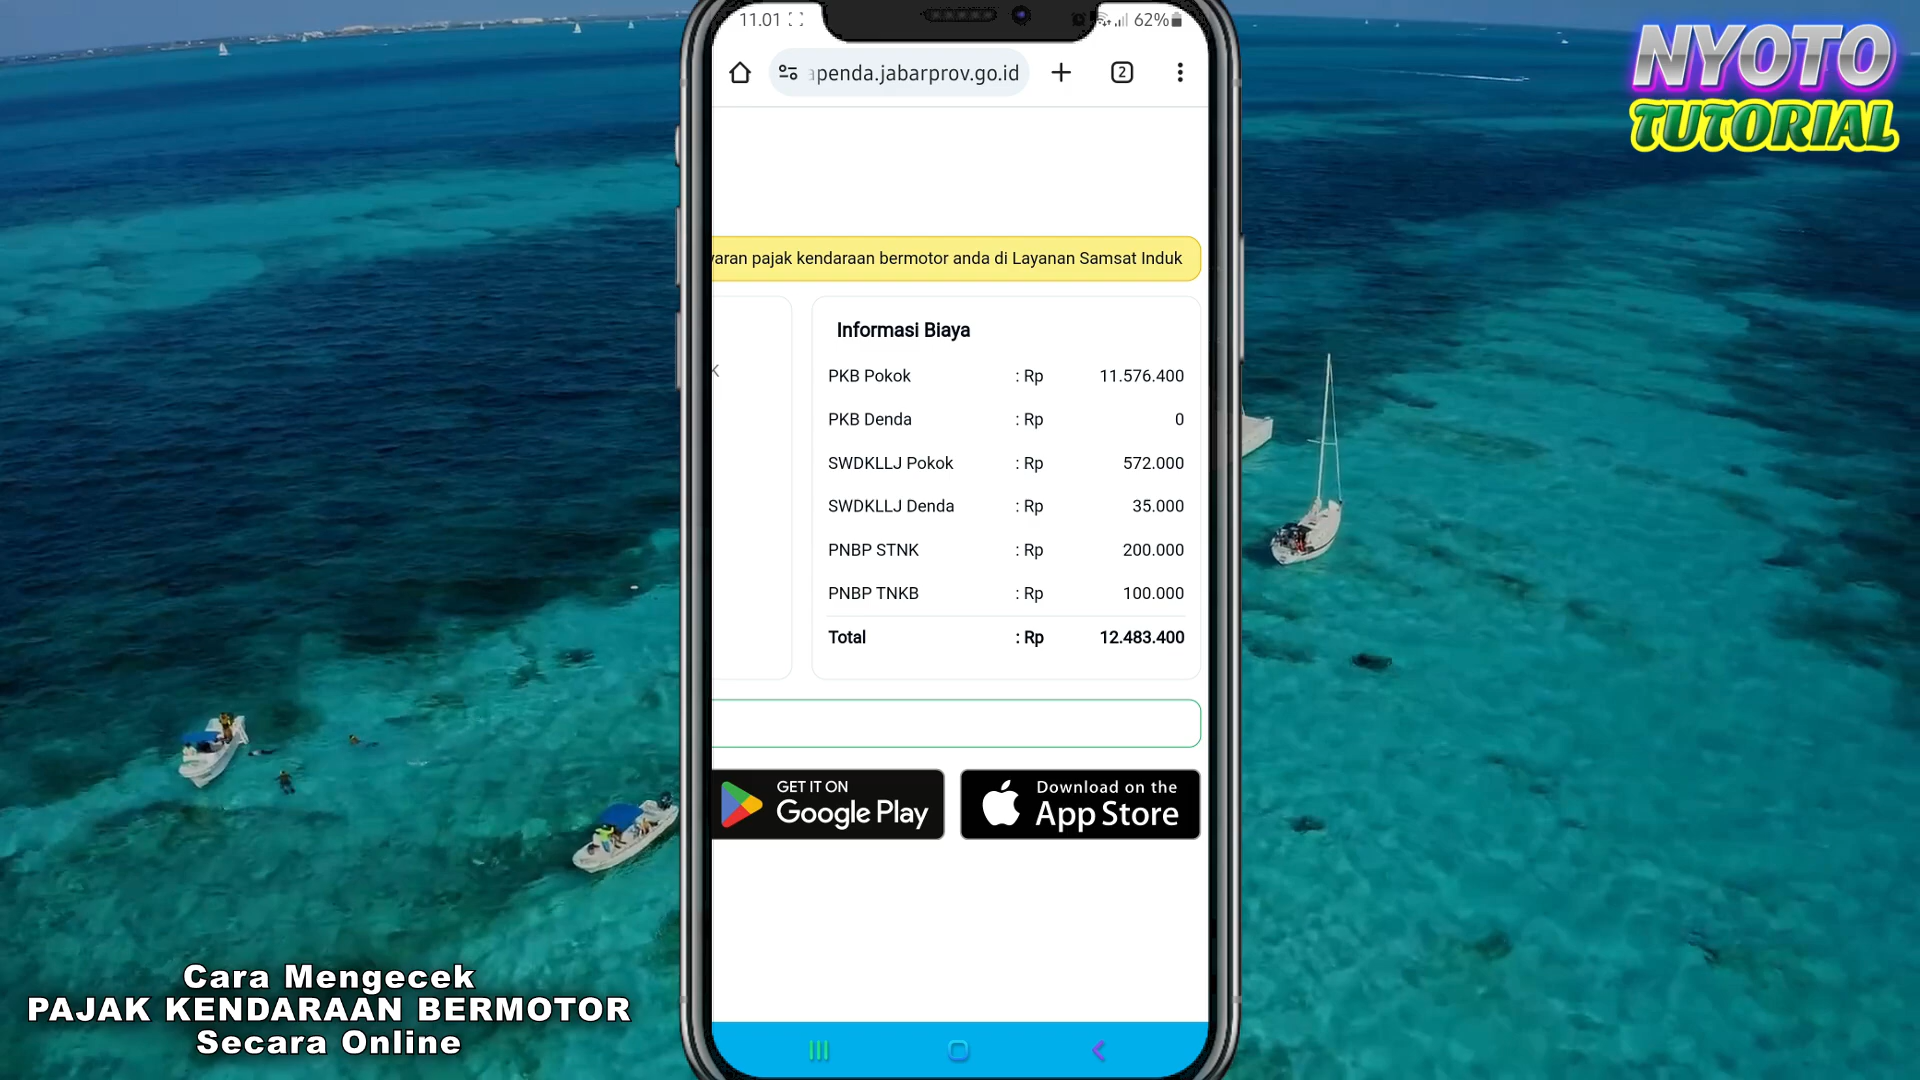 11.01
62%
penda.jabarprov.go.id
2
NYOTO
TUTORIAL
pajak kendaraan bermotor anda di Layanan Samsat Induk
Informasi Biaya
PKB Pokok : Rp 11.576.400
PKB Denda : Rp 0
SWDKLLJ Pokok : Rp 572.000
SWDKLLJ Denda : Rp 35.000
PNBP STNK : Rp 200.000
PNBP TNKB : Rp 100.000
Total : Rp 12.483.400
GET IT ON
Google Play
Download on the
App Store
Cara Mengecek
PAJAK KENDARAAN BERMOTOR
Secara Online